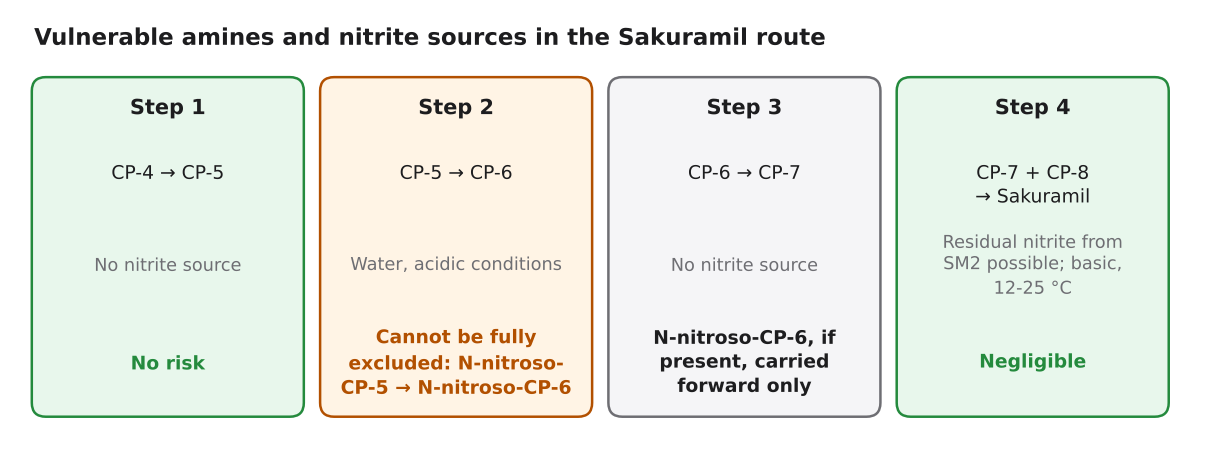 Vulnerable amines and nitrite sources in the Sakuramil route
Step 1
CP-4 → CP-5
No nitrite source
No risk
Step 2
CP-5 → CP-6
Water, acidic conditions
Cannot be fully
excluded: N-nitroso-
CP-5 → N-nitroso-CP-6
Step 3
CP-6 → CP-7
No nitrite source
N-nitroso-CP-6, if
present, carried
forward only
Step 4
CP-7 + CP-8
→ Sakuramil
Residual nitrite from
SM2 possible; basic,
12-25 °C
Negligible